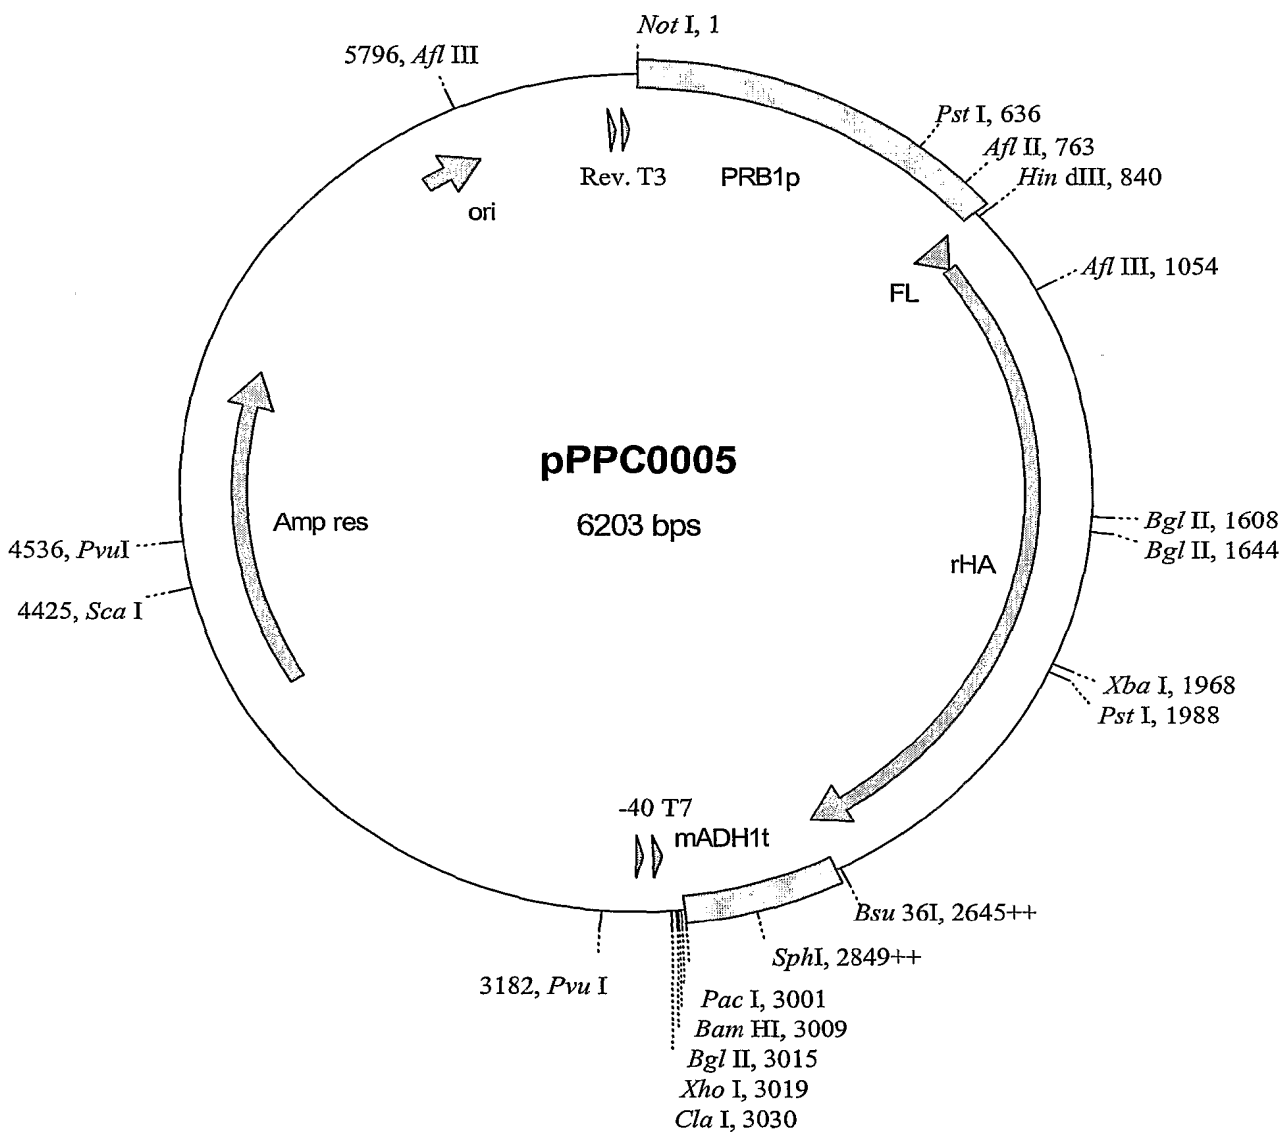 Not I, 1
5796, Afl III
Pst I, 636
Afl II, 763
Hin dIII, 840
Rev. T3
PRB1p
ori
Afl III, 1054
FL
pPPC0005
6203 bps
Amp res
Bgl II, 1608
Bgl II, 1644
4536, PvuI
rHA
4425, Sca I
Xba I, 1968
Pst I, 1988
-40 T7
mADH1t
Bsu 36I, 2645++
SphI, 2849++
3182, Pvu I
Pac I, 3001
Bam HI, 3009
Bgl II, 3015
Xho I, 3019
Cla I, 3030